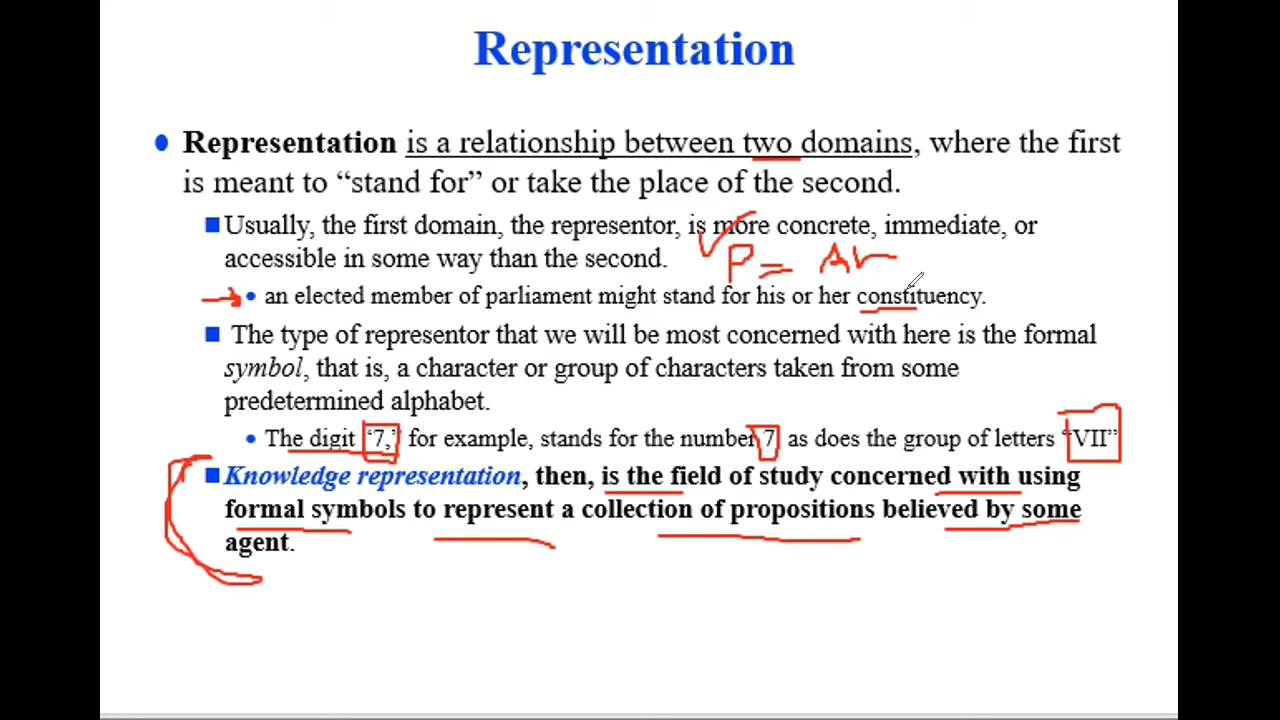 Representation
Representation is a relationship between two domains, where the first
is meant to “stand for” or take the place of the second.
Usually, the first domain, the representor, is more concrete, immediate, or
accessible in some way than the second.
P =
an elected member of parliament might stand for his or her constituency.
The type of representor that we will be most concerned with here is the formal
symbol, that is, a character or group of characters taken from some
predetermined alphabet.
The digit “7,” for example, stands for the number 7 as does the group of letters “VII”
Knowledge representation, then, is the field of study concerned with using
formal symbols to represent a collection of propositions believed by some
agent.